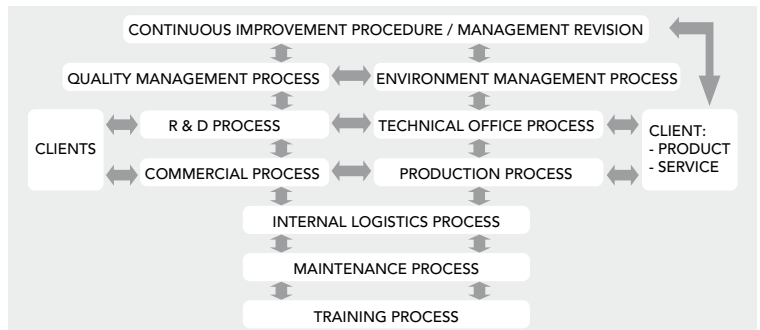 CONTINUOUS IMPROVEMENT PROCEDURE / MANAGEMENT REVISION
QUALITY MANAGEMENT PROCESS
ENVIRONMENT MANAGEMENT PROCESS
CLIENTS
R & D PROCESS
TECHNICAL OFFICE PROCESS
COMMERCIAL PROCESS
PRODUCTION PROCESS
CLIENT:
- PRODUCT
- SERVICE
INTERNAL LOGISTICS PROCESS
MAINTENANCE PROCESS
TRAINING PROCESS